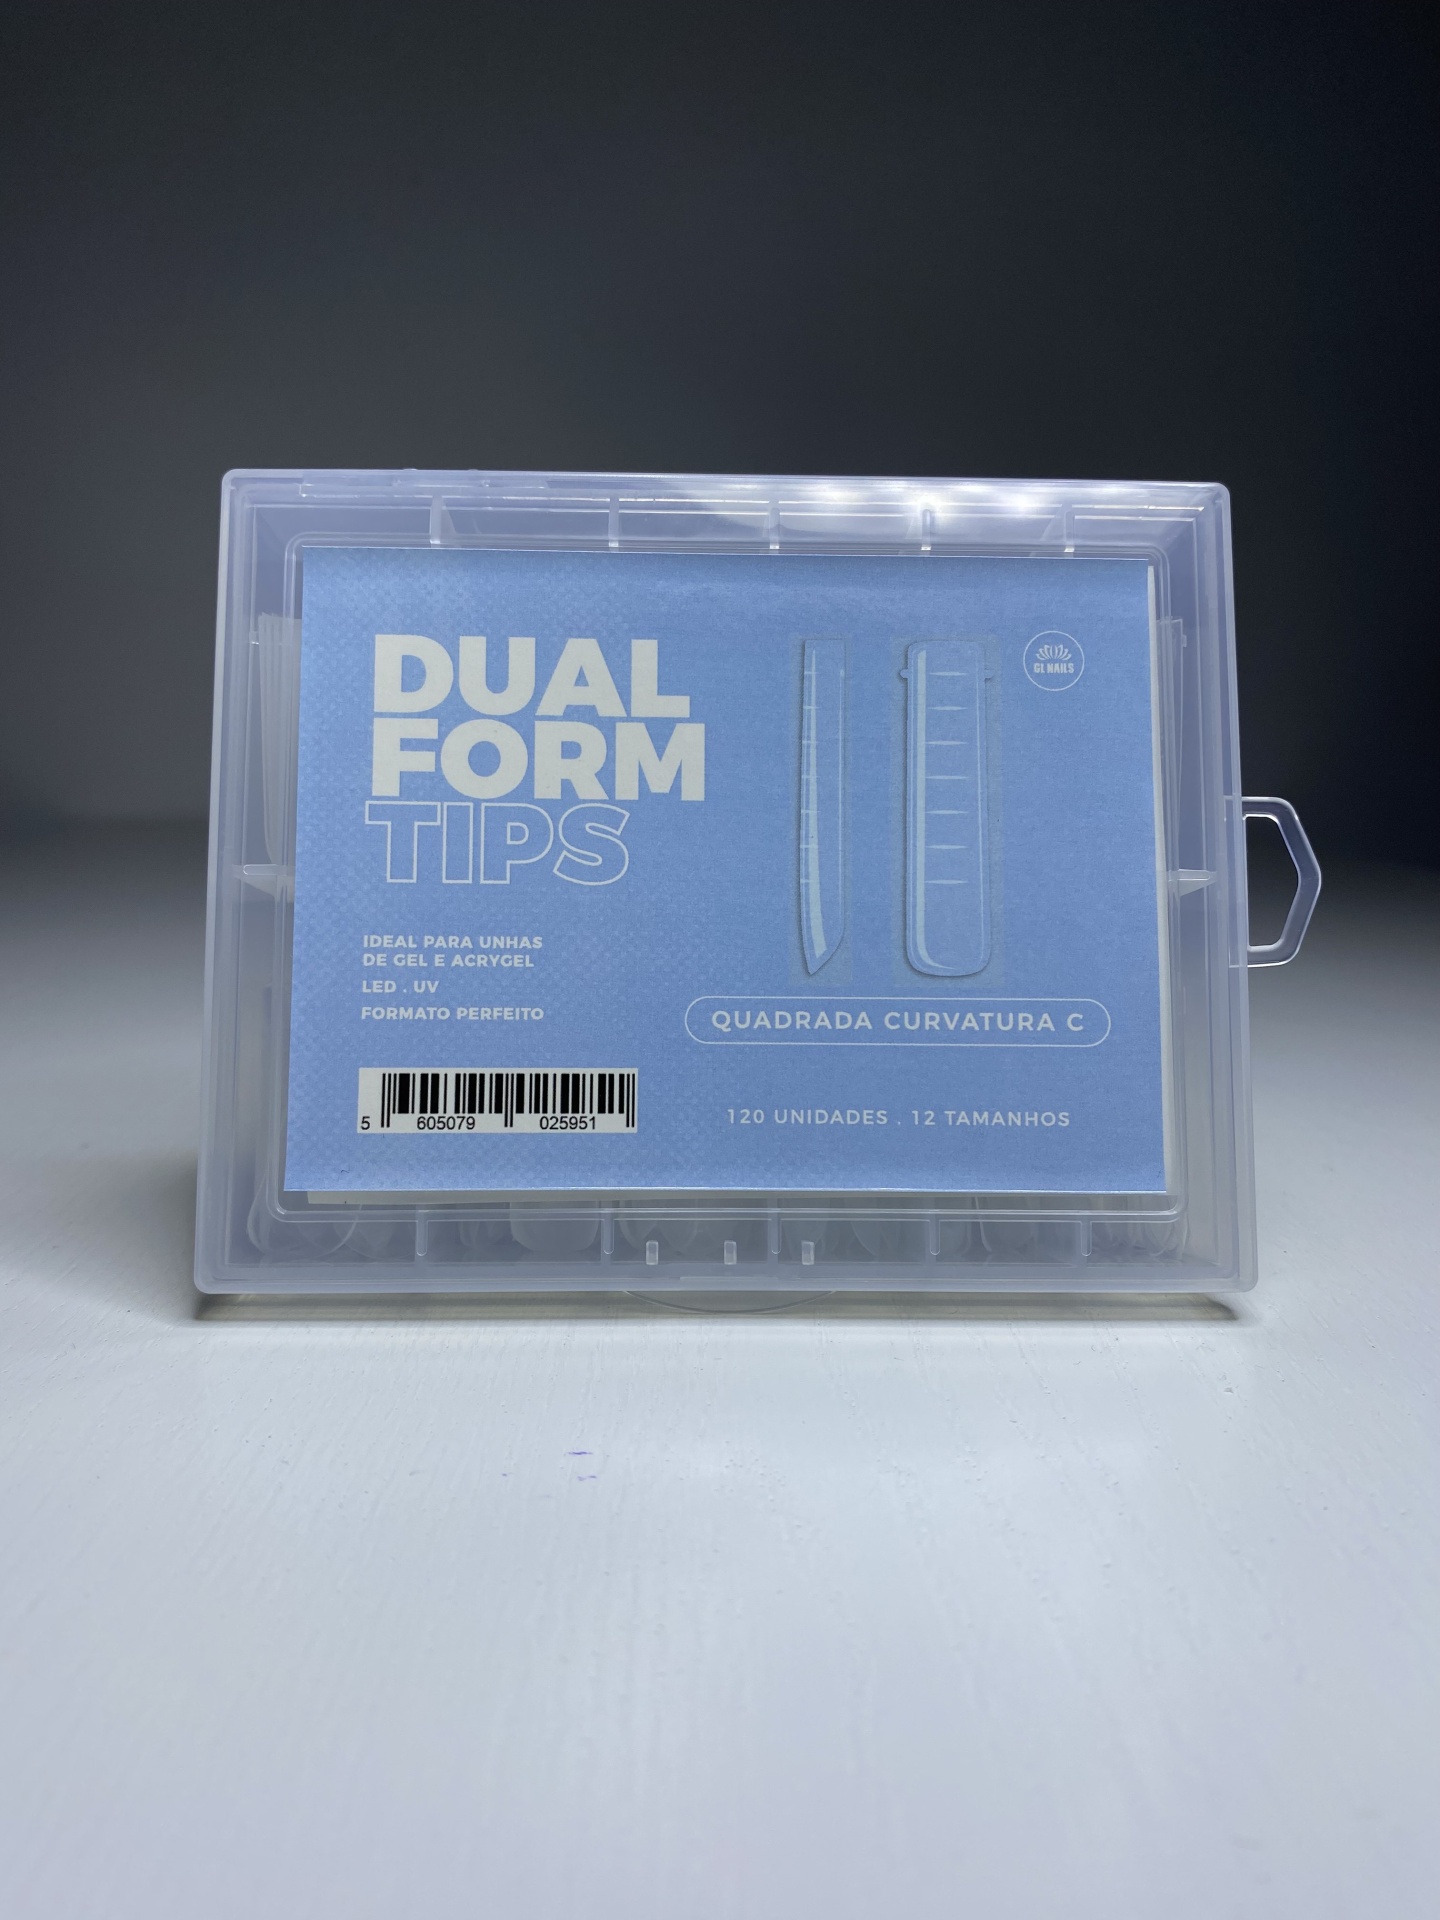 DUAL
FORM
TIPS
GL NAILS
IDEAL PARA UNHAS
DE GEL E ACRYGEL
LED . UV
FORMATO PERFEITO
QUADRADA CURVATURA C
120 UNIDADES . 12 TAMANHOS
5 605079 025951